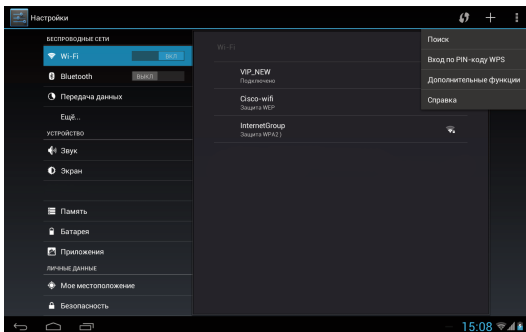 Настройки
БЕСПРОВОДНЫЕ СЕТИ
Wi-Fi
ВКЛ
Bluetooth
ВЫКЛ
Передача данных
Ещё...
УСТРОЙСТВО
Звук
Экран
Память
Батарея
Приложения
ЛИЧНЫЕ ДАННЫЕ
Мое местоположение
Безопасность
Wi-Fi
VIP_NEW
Подключено
Cisco-wifi
Защита WEP
InternetGroup
Защита WPA2 )
Поиск
Вход по PIN-коду WPS
Дополнительные функции
Справка
15:08